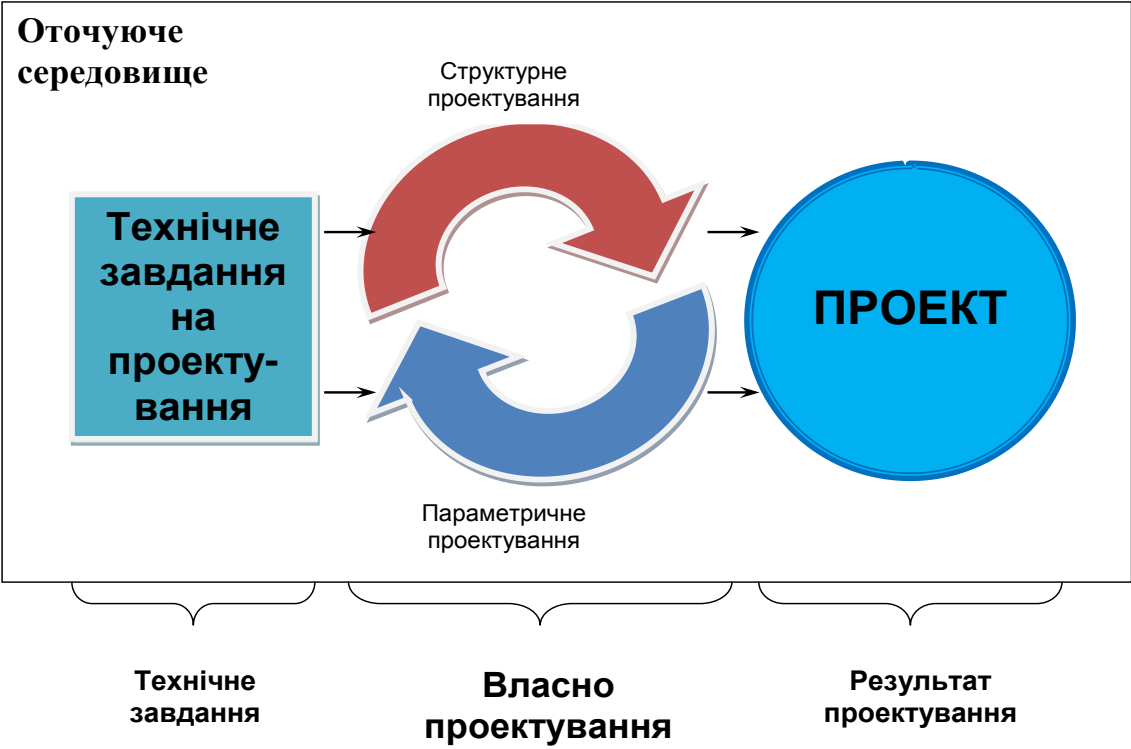 Оточуюче
середовище
Структурне
проектування
Технічне
завдання
на
проекту-
вання
ПРОЕКТ
Параметричне
проектування
Технічне
завдання
Власно
проектування
Результат
проектування